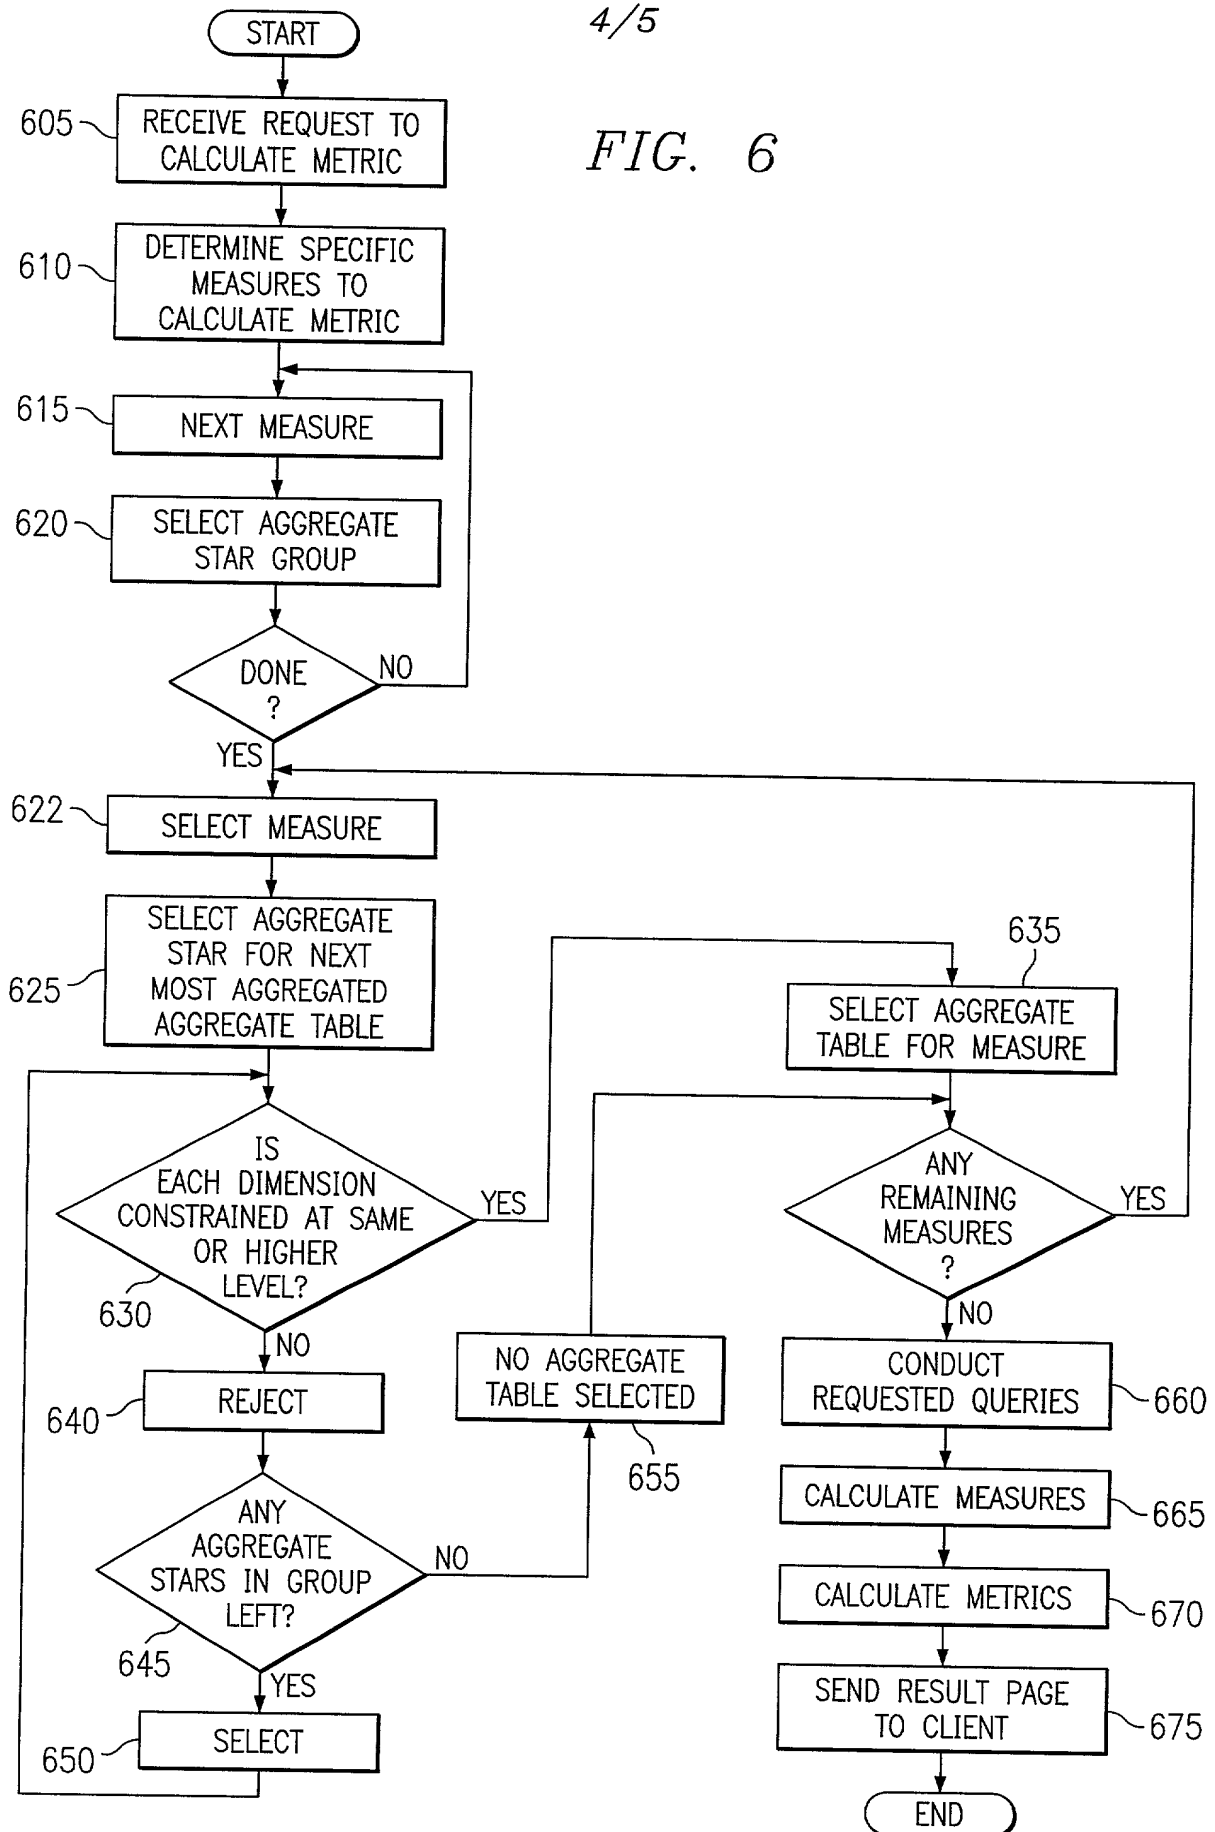 4/5
START
FIG. 6
605
RECEIVE REQUEST TO
CALCULATE METRIC
610
DETERMINE SPECIFIC
MEASURES TO
CALCULATE METRIC
615
NEXT MEASURE
620
SELECT AGGREGATE
STAR GROUP
DONE
?
NO
YES
622
SELECT MEASURE
625
SELECT AGGREGATE
STAR FOR NEXT
MOST AGGREGATED
AGGREGATE TABLE
IS
EACH DIMENSION
CONSTRAINED AT SAME
OR HIGHER
LEVEL?
630
YES
NO
635
SELECT AGGREGATE
TABLE FOR MEASURE
640
REJECT
ANY
AGGREGATE
STARS IN GROUP
LEFT?
645
NO
YES
650
SELECT
NO AGGREGATE
TABLE SELECTED
655
ANY
REMAINING
MEASURES
?
YES
NO
CONDUCT
REQUESTED QUERIES
660
CALCULATE MEASURES
665
CALCULATE METRICS
670
SEND RESULT PAGE
TO CLIENT
675
END